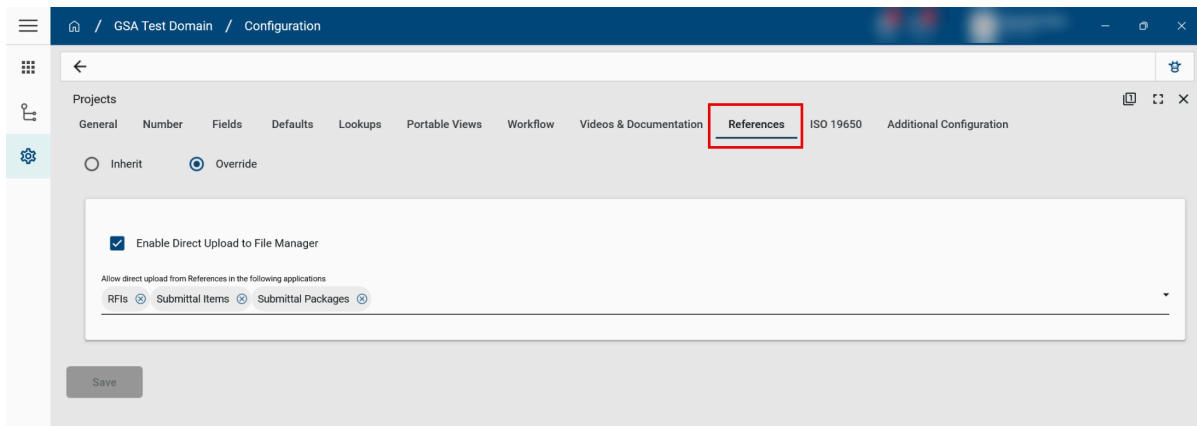 / GSA Test Domain / Configuration
Projects
General Number Fields Defaults Lookups Portable Views Workflow Videos & Documentation References ISO 19650 Additional Configuration
Inherit Override
Enable Direct Upload to File Manager
Allow direct upload from References in the following applications
RFIs Submittal Items Submittal Packages
Save